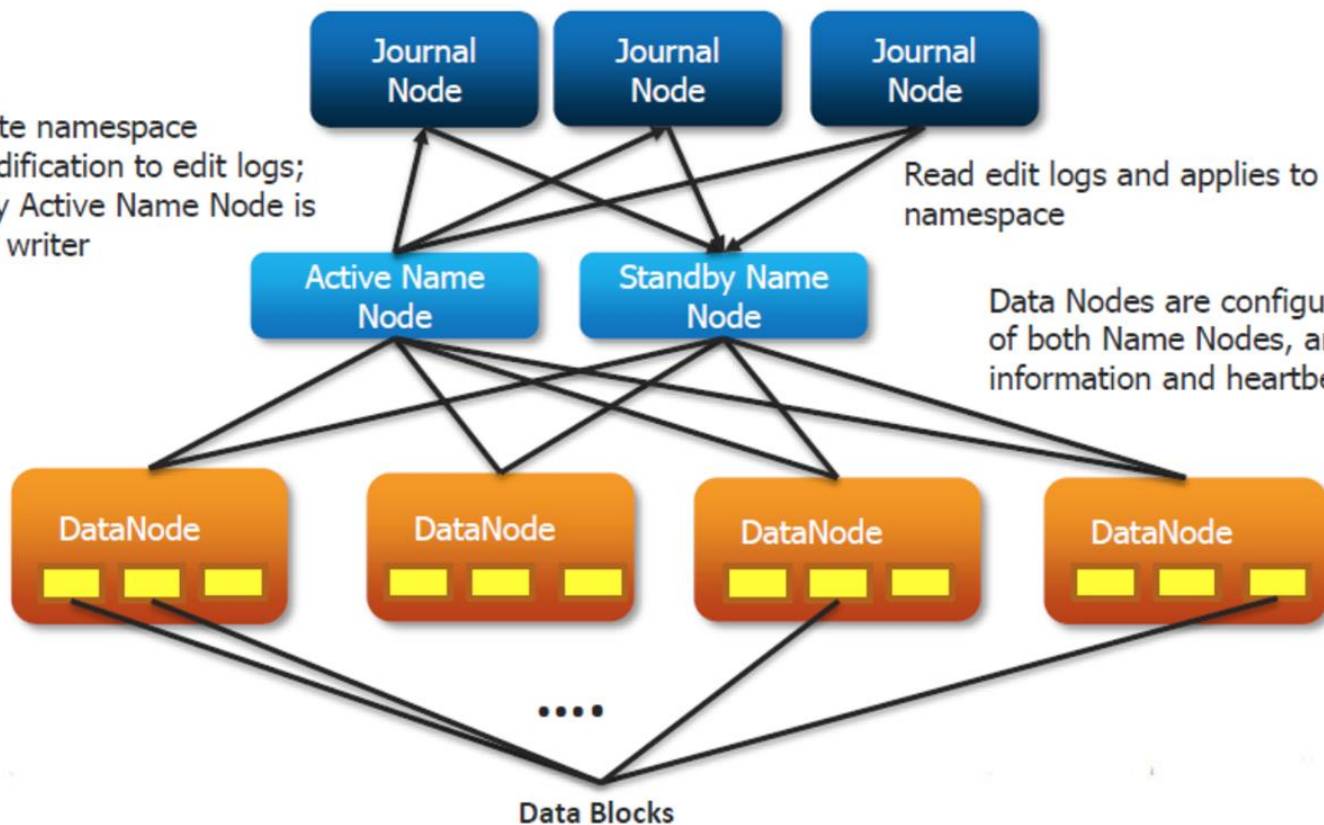 Journal
Node
Journal
Node
Journal
Node
te namespace
dification to edit logs;
y Active Name Node is
writer
Read edit logs and applies to
namespace
Active Name
Node
Standby Name
Node
Data Nodes are configu
of both Name Nodes, a
information and heartbe
DataNode
DataNode
DataNode
DataNode
....
Data Blocks